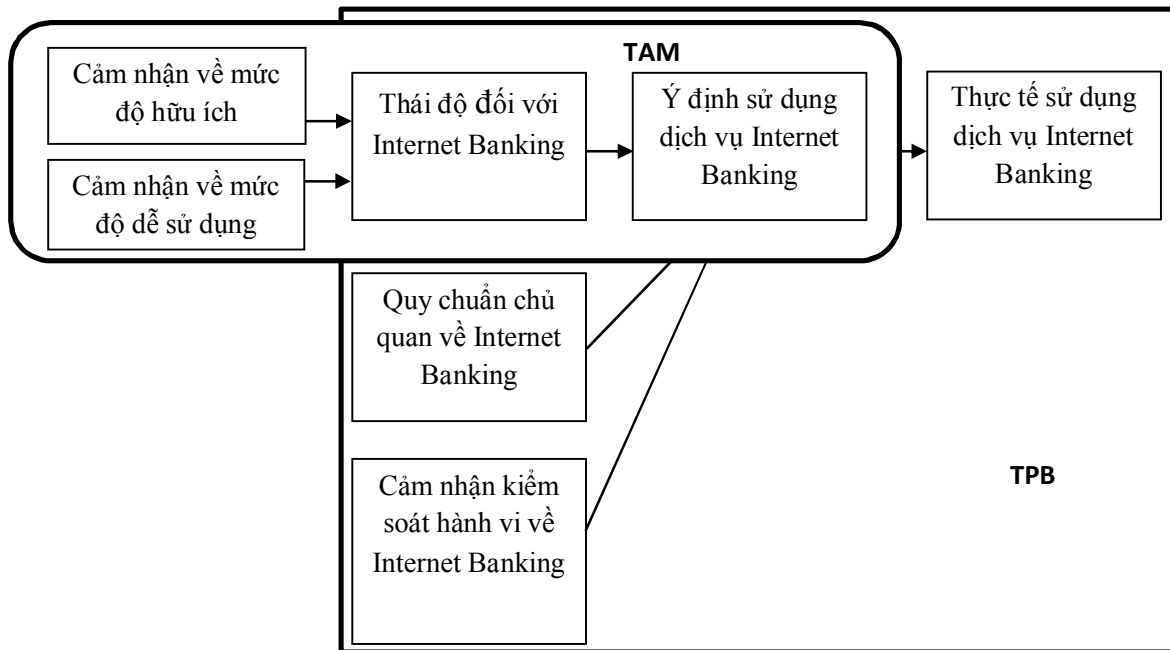 TAM
Cảm nhận về mức
độ hữu ích
Cảm nhận về mức
độ dễ sử dụng
Thái độ đối với
Internet Banking
Ý định sử dụng
dịch vụ Internet
Banking
Thực tế sử dụng
dịch vụ Internet
Banking
Quy chuẩn chủ
quan về Internet
Banking
Cảm nhận kiểm
soát hành vi về
Internet Banking
TPB